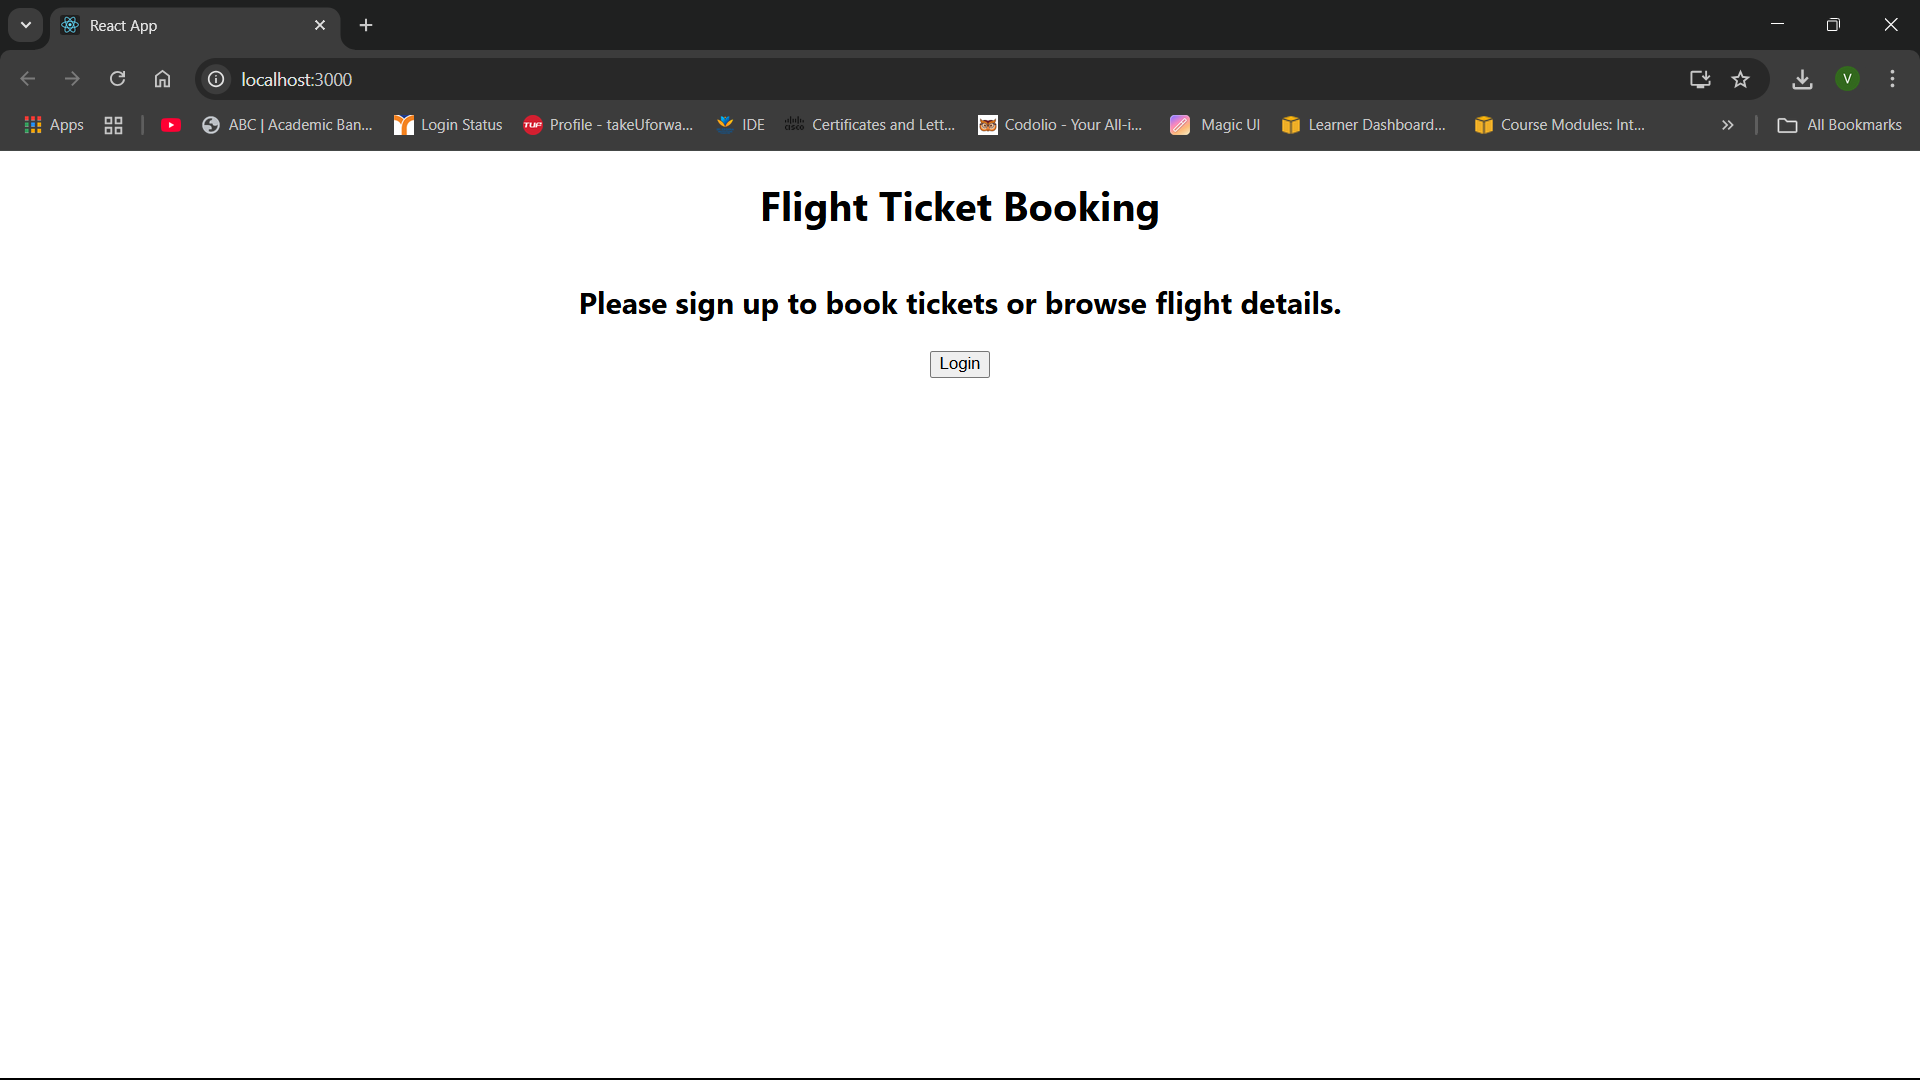 React App
localhost:3000
V
Apps
ABC | Academic Ban...
Login Status
TUF
Profile - takeUforwa...
IDE
cisco
Certificates and Lett...
Codolio - Your All-i...
Magic UI
Learner Dashboard...
Course Modules: Int...
All Bookmarks
Flight Ticket Booking
Please sign up to book tickets or browse flight details.
Login